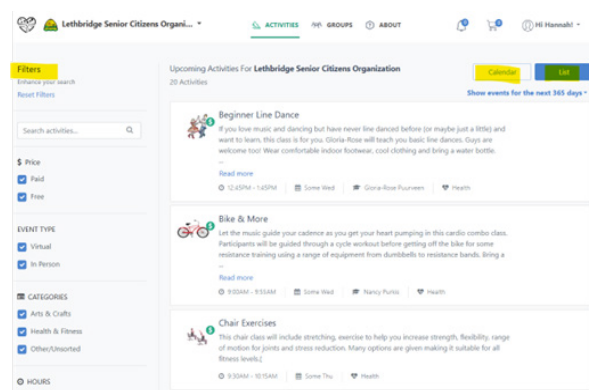 Lethbridge Senior Citizens Organi...
ACTIVITIES
GROUPS
ABOUT
Hi Hannah!
Filters
Enhance your search
Reset Filters
Search activities...
$ Price
Paid
Free
EVENT TYPE
Virtual
In Person
CATEGORIES
Arts & Crafts
Health & Fitness
Other/Unsorted
HOURS
Upcoming Activities For Lethbridge Senior Citizens Organization
20 Activities
Calendar
List
Show events for the next 365 days
Beginner Line Dance
If you love music and dancing but have never line danced before (or maybe just a little) and
want to learn, this class is for you. Gloria-Rose will teach you basic line dances. Guys are
welcome too! Wear comfortable indoor footwear, cool clothing and bring a water bottle.
...
Read more
12:45PM - 1:45PM
Some Wed
Gloria-Rose Puurveen
Health
Bike & More
Let the music guide your cadence as you get your heart pumping in this cardio combo class.
Participants will be guided through a cycle workout before getting off the bike for some
resistance training using a range of equipment from dumbbells to resistance bands. Bring a
...
Read more
9:00AM - 9:55AM
Some Wed
Nancy Purkis
Health
Chair Exercises
This chair class will include stretching, exercise to help you increase strength, flexibility, range
of motion for joints and stress reduction. Many options are given making it suitable for all
fitness levels.(
9:30AM - 10:15AM
Some Thu
Health